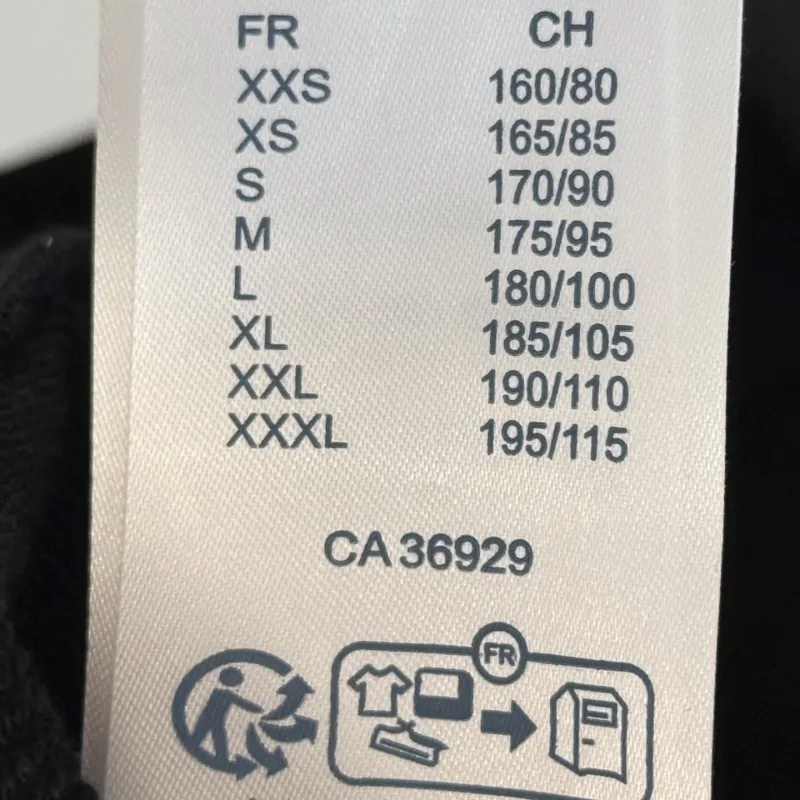 FR CH
XXS 160/80
XS 165/85
S 170/90
M 175/95
L 180/100
XL 185/105
XXL 190/110
XXXL 195/115
CA 36929
FR